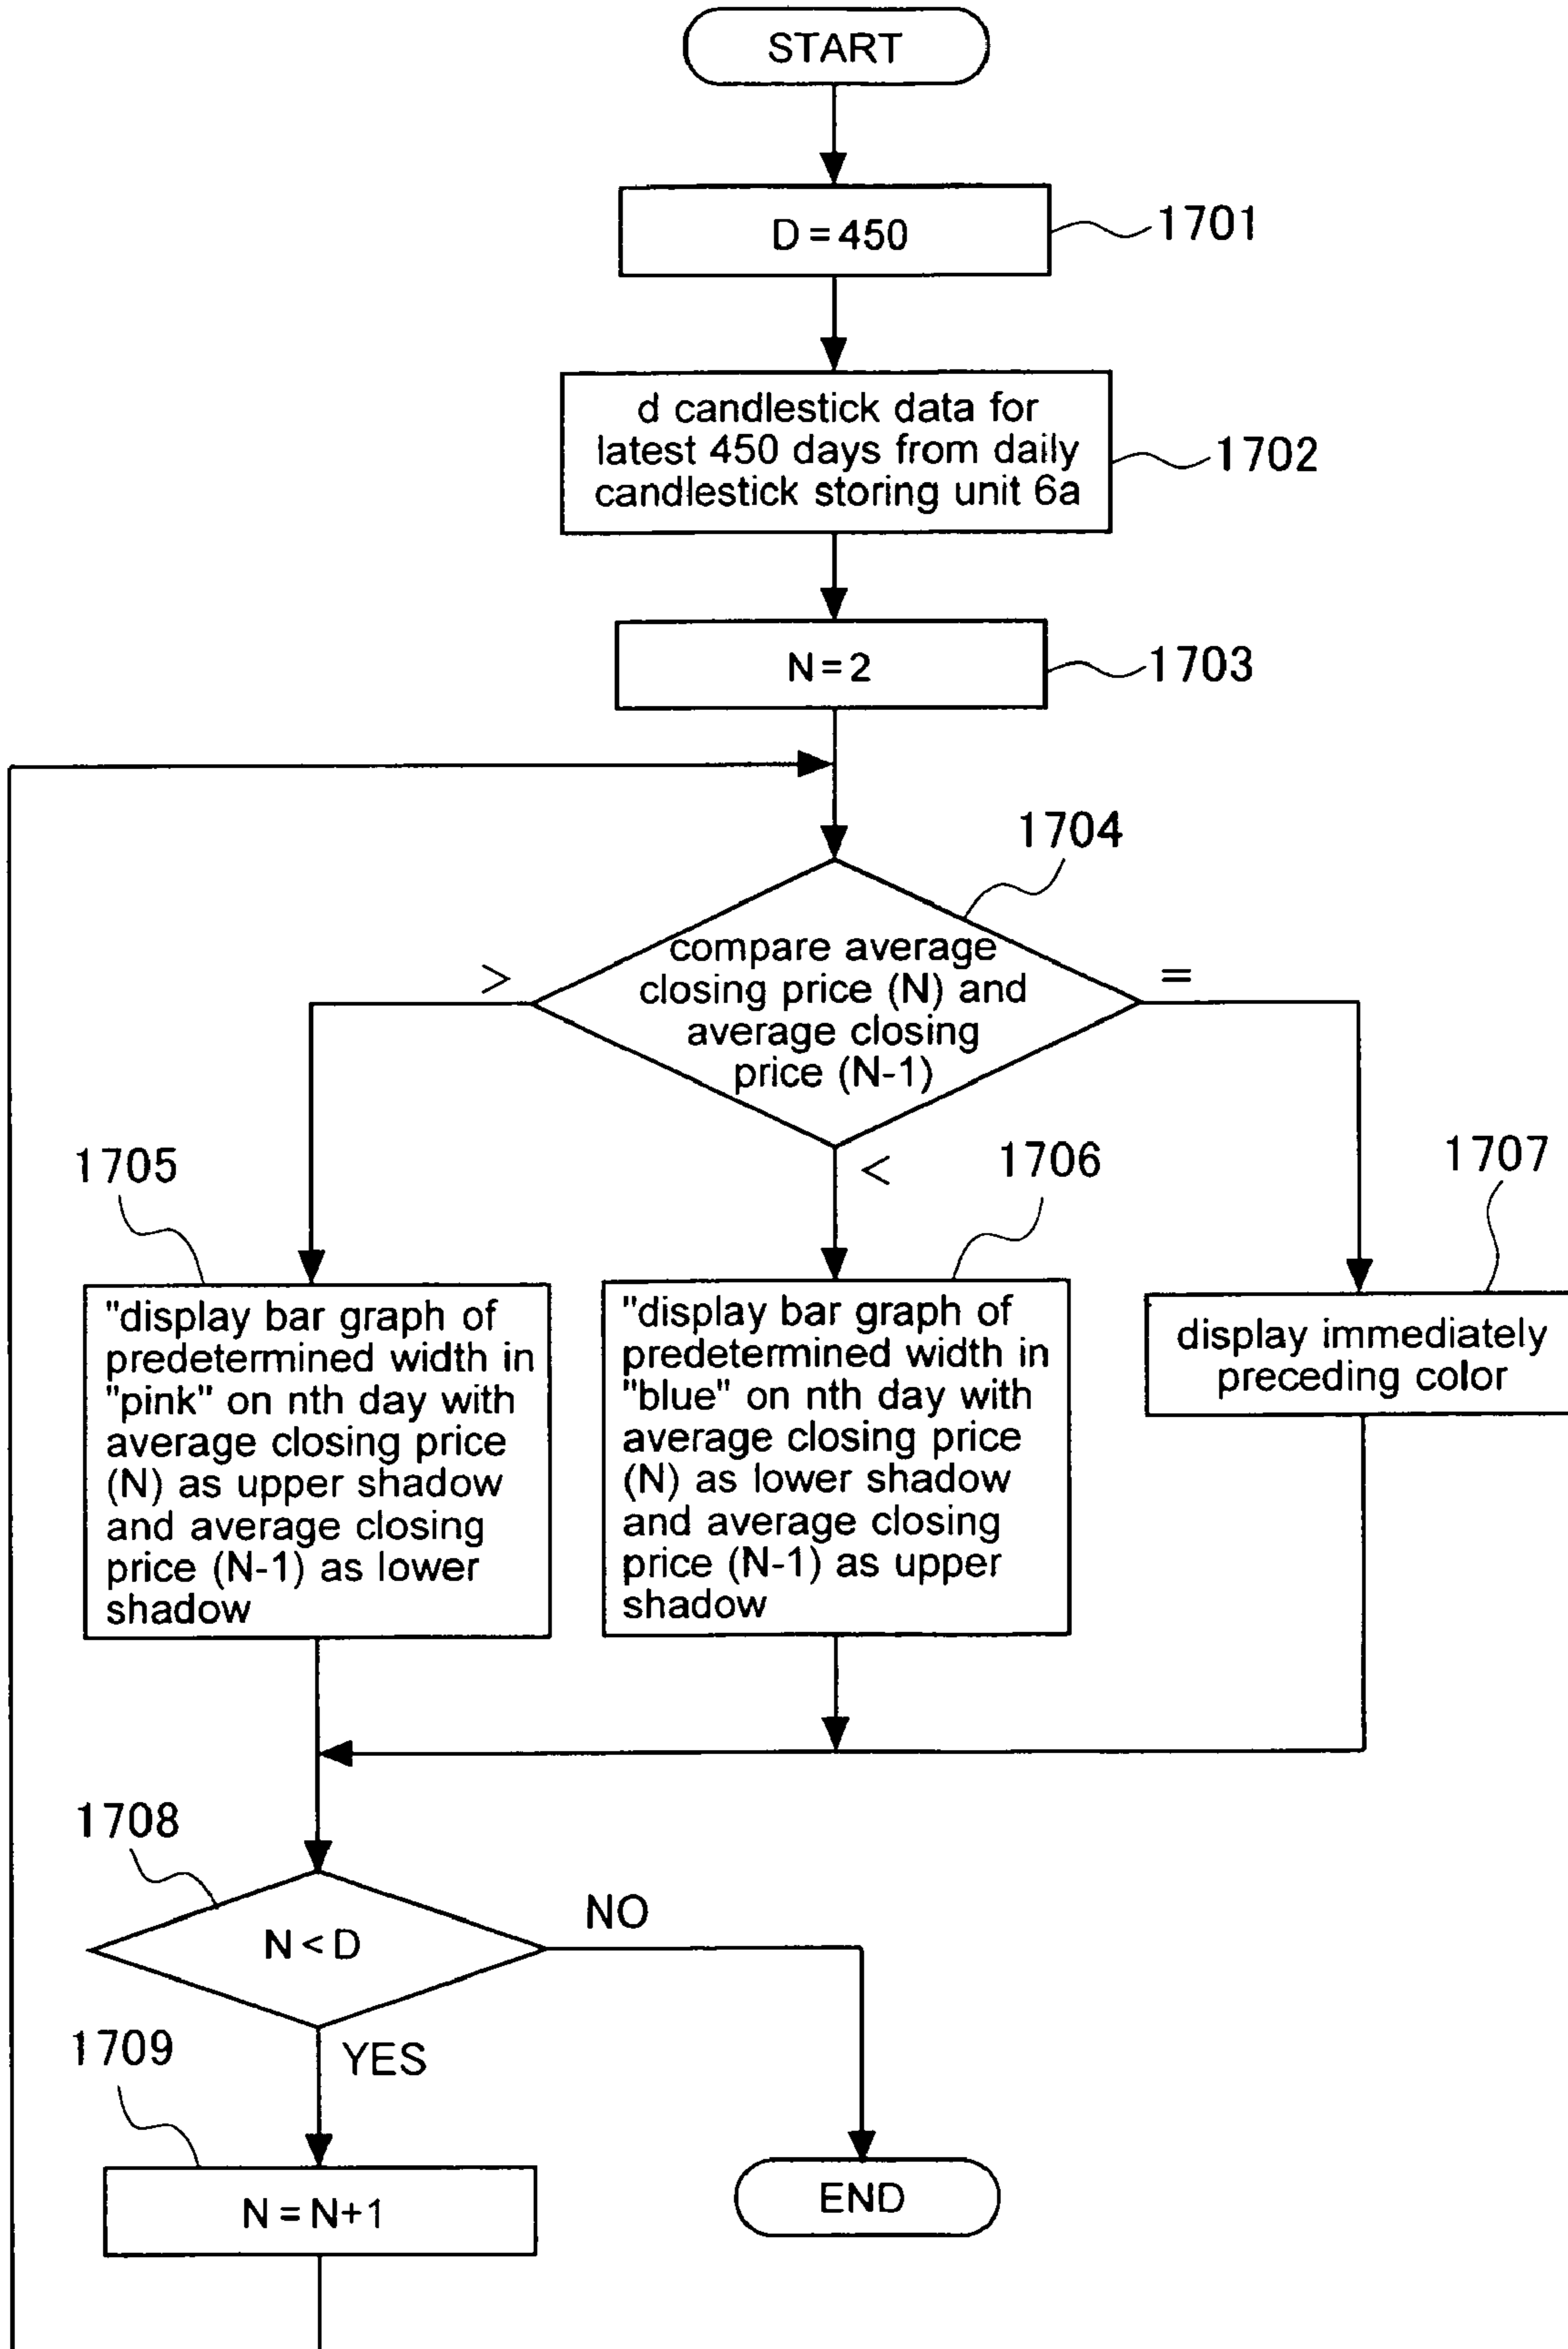 START
D=450
1701
d candlestick data for
latest 450 days from daily
candlestick storing unit 6a
1702
N=2
1703
1704
compare average
closing price (N) and
average closing
price (N-1)
>
=
<
1705
"display bar graph of
predetermined width in
"pink" on nth day with
average closing price
(N) as upper shadow
and average closing
price (N-1) as lower
shadow
1706
"display bar graph of
predetermined width in
"blue" on nth day with
average closing price
(N) as lower shadow
and average closing
price (N-1) as upper
shadow
1707
display immediately
preceding color
1708
N<D
NO
YES
1709
N=N+1
END